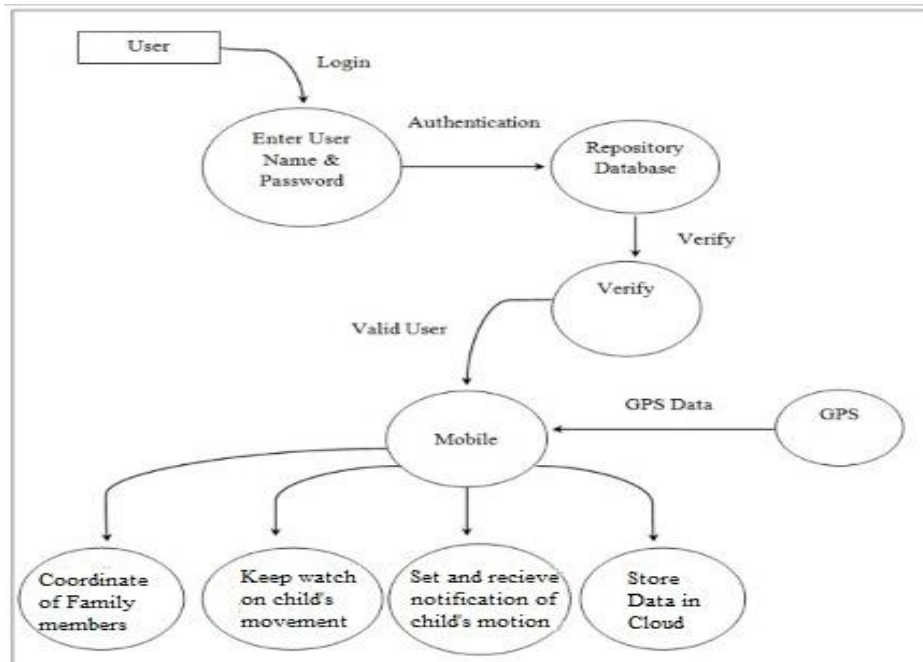 User
Login
Enter User
Name &
Password
Authentication
Repository
Database
Verify
Verify
Valid User
Mobile
GPS Data
GPS
Coordinate
of Family
members
Keep watch
on child's
movement
Set and recieve
notification of
child's motion
Store
Data in
Cloud